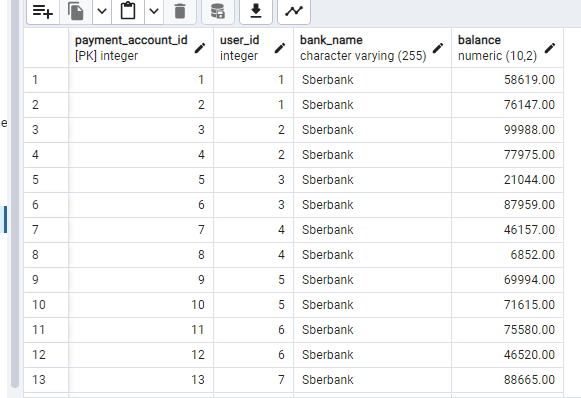 payment_account_id user_id bank_name balance
[PK] integer integer character varying (255) numeric (10,2)
1 1 1 Sberbank 58619.00
2 2 1 Sberbank 76147.00
e
3 3 2 Sberbank 99988.00
4 4 2 Sberbank 77975.00
5 5 3 Sberbank 21044.00
6 6 3 Sberbank 87959.00
7 7 4 Sberbank 46157.00
8 8 4 Sberbank 6852.00
9 9 5 Sberbank 69994.00
10 10 5 Sberbank 71615.00
11 11 6 Sberbank 75580.00
12 12 6 Sberbank 46520.00
13 13 7 Sberbank 88665.00